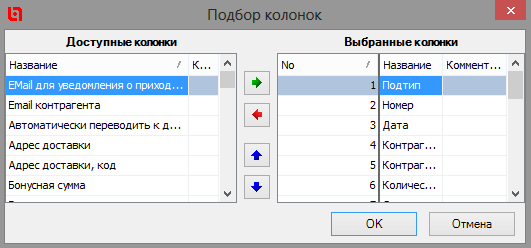 Подбор колонок
Доступные колонки
Название К...
EMail для уведомления о приход...
Email контрагента
Автоматически переводить к д...
Адрес доставки
Адрес доставки, код
Бонусная сумма
Выбранные колонки
No Название Коммент...
1 Подтип
2 Номер
3 Дата
4 Контраг...
5 Контраг...
6 Количес...
OK Отмена